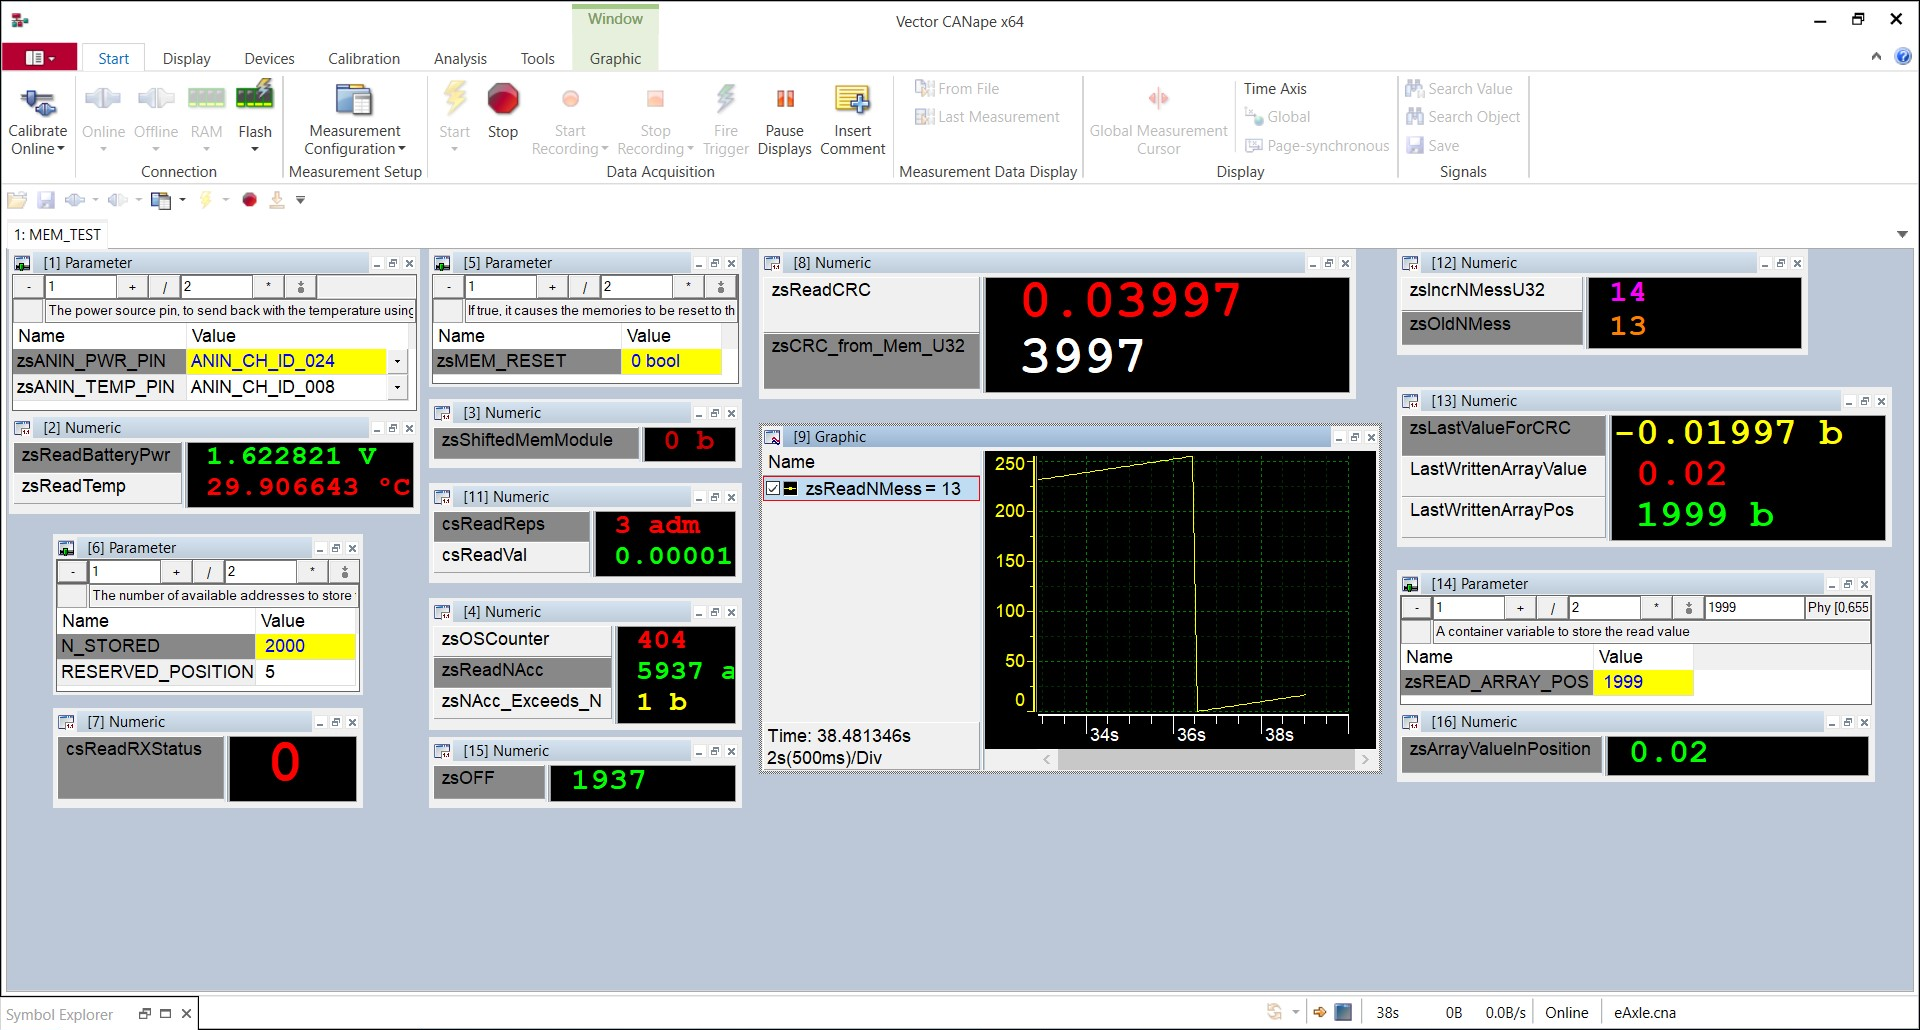 Window
Vector CANape x64
Start
Display
Devices
Calibration
Analysis
Tools
Graphic
Calibrate
Online
Online
Offline
RAM
Flash
Connection
Measurement
Configuration
Measurement Setup
Start
Stop
Start
Recording
Stop
Recording
Fire
Trigger
Pause
Displays
Insert
Comment
Data Acquisition
From File
Last Measurement
Measurement Data Display
Global Measurement
Cursor
Time Axis
Global
Page-synchronous
Display
Search Value
Search Object
Save
Signals
1: MEM_TEST
[1] Parameter
- 1 + / 2 *
The power source pin, to send back with the temperature using
Name Value
zsANIN_PWR_PIN ANIN_CH_ID_024
zsANIN_TEMP_PIN ANIN_CH_ID_008
[2] Numeric
zsReadBatteryPwr 1.622821 V
zsReadTemp 29.906643 °C
[6] Parameter
- 1 + / 2 *
The number of available addresses to store
Name Value
N_STORED 2000
RESERVED_POSITION 5
[7] Numeric
csReadRXStatus 0
[5] Parameter
- 1 + / 2 *
If true, it causes the memories to be reset to th
Name Value
zsMEM_RESET 0 bool
[3] Numeric
zsShiftedMemModule 0 b
[11] Numeric
csReadReps 3 adm
csReadVal 0.00001
[4] Numeric
zsOSCounter 404
zsReadNAcc 5937 a
zsNAcc_Exceeds_N 1 b
[15] Numeric
zsOFF 1937
[8] Numeric
zsReadCRC 0.03997
zsCRC_from_Mem_U32 3997
[9] Graphic
Name
zsReadNMess = 13
250
200
150
100
50
0
34s 36s 38s
Time: 38.481346s
2s(500ms)/Div
[12] Numeric
zsIncrNMessU32 14
zsOldNMess 13
[13] Numeric
zsLastValueForCRC -0.01997 b
LastWrittenArrayValue 0.02
LastWrittenArrayPos 1999 b
[14] Parameter
- 1 + / 2 * 1999 Phy [0,655
A container variable to store the read value
Name Value
zsREAD_ARRAY_POS 1999
[16] Numeric
zsArrayValueInPosition 0.02
Symbol Explorer
38s 0B 0.0B/s Online eAxle.cna